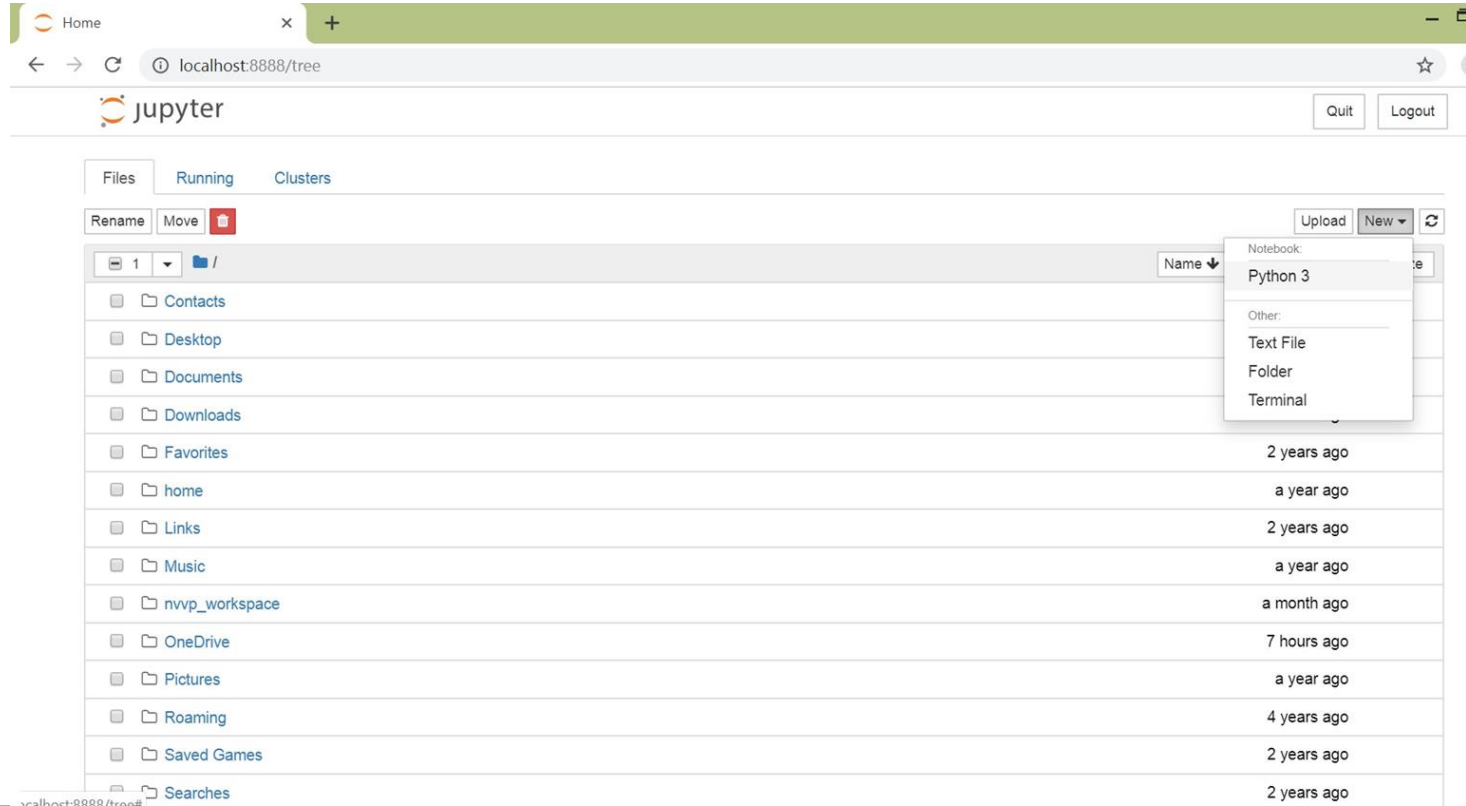 Home
localhost:8888/tree
jupyter
Quit Logout
Files Running Clusters
Rename Move Upload New
1 / Name
Notebook:
Python 3
Other:
Text File
Folder
Terminal
Contacts
Desktop
Documents
Downloads
Favorites 2 years ago
home a year ago
Links 2 years ago
Music a year ago
nvvp_workspace a month ago
OneDrive 7 hours ago
Pictures a year ago
Roaming 4 years ago
Saved Games 2 years ago
Searches 2 years ago
ocalhost:8888/tree#